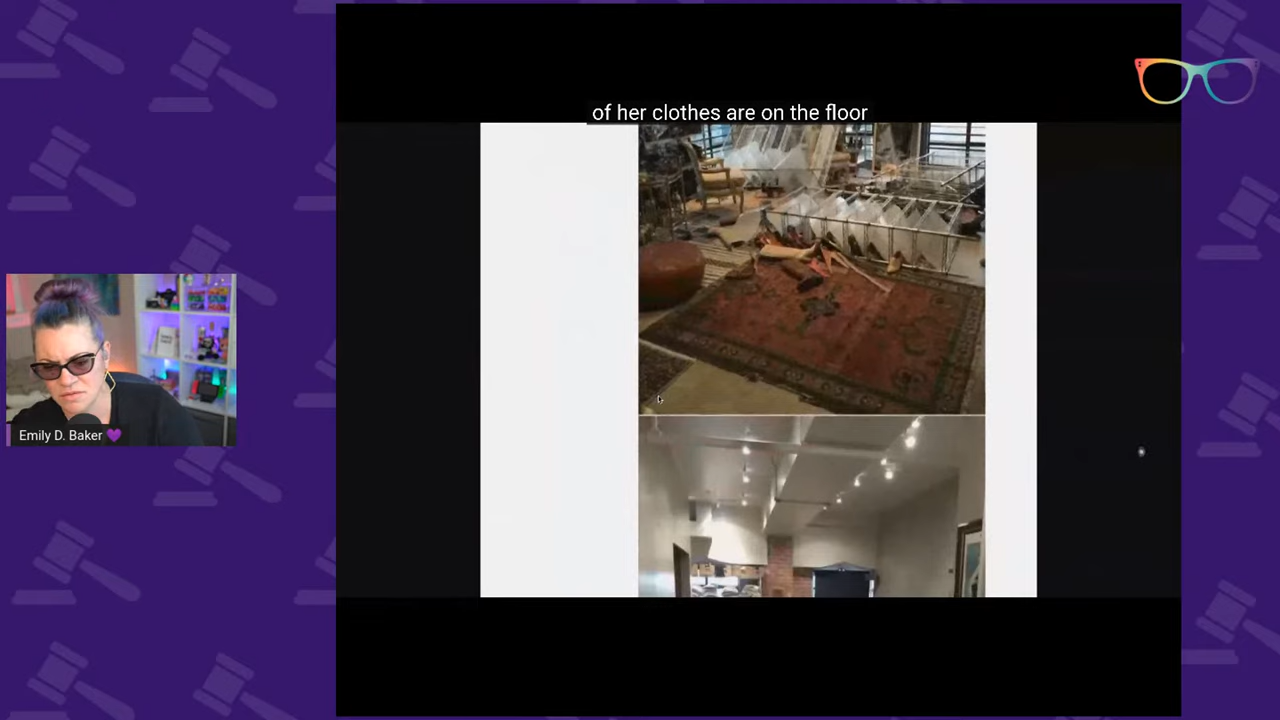 of her clothes are on the floor
Emily D. Baker 💜